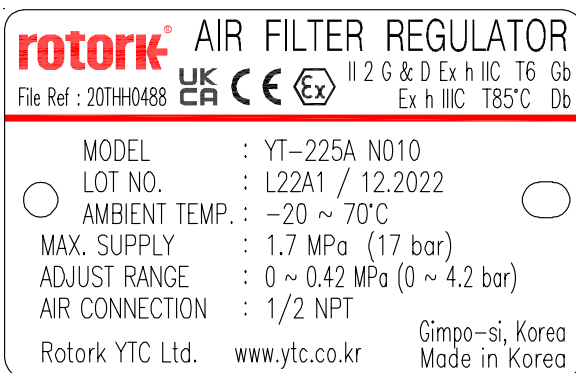 rotork® AIR FILTER REGULATOR
File Ref : 20THH0488 UK CA CE Ex II 2 G & D Ex h IIC T6 Gb
Ex h IIIC T85°C Db
MODEL : YT-225A N010
LOT NO. : L22A1 / 12.2022
AMBIENT TEMP. : -20 ~ 70°C
MAX. SUPPLY : 1.7 MPa (17 bar)
ADJUST RANGE : 0 ~ 0.42 MPa (0 ~ 4.2 bar)
AIR CONNECTION : 1/2 NPT
Gimpo-si, Korea
Rotork YTC Ltd. www.ytc.co.kr Made in Korea